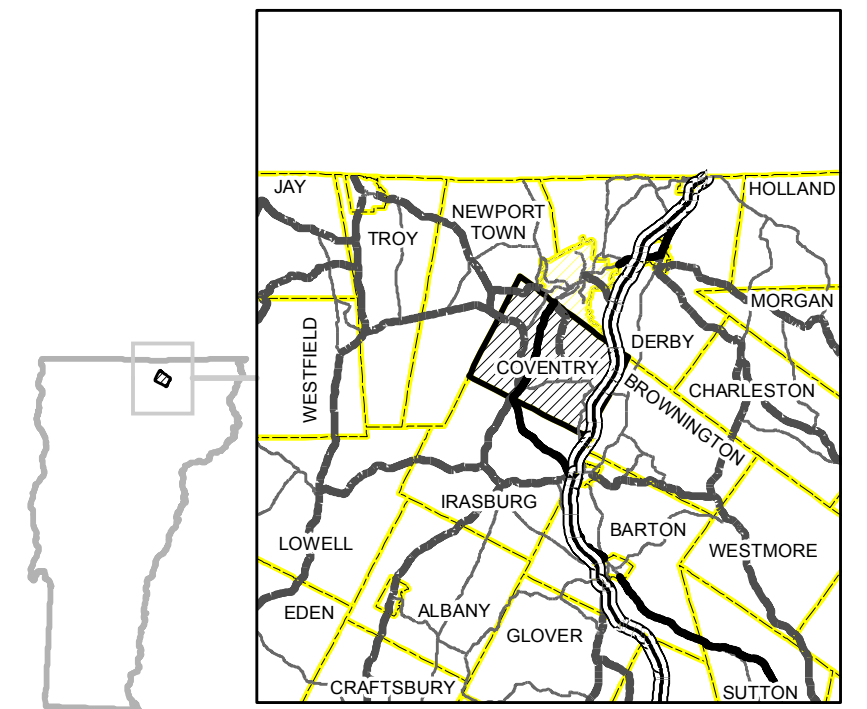 JAY
HOLLAND
NEWPORT
TOWN
TROY
MORGAN
WESTFIELD
DERBY
COVENTRY
BROWNINGTON
CHARLESTON
IRASBURG
BARTON
LOWELL
WESTMORE
EDEN
ALBANY
GLOVER
CRAFTSBURY
SUTTON